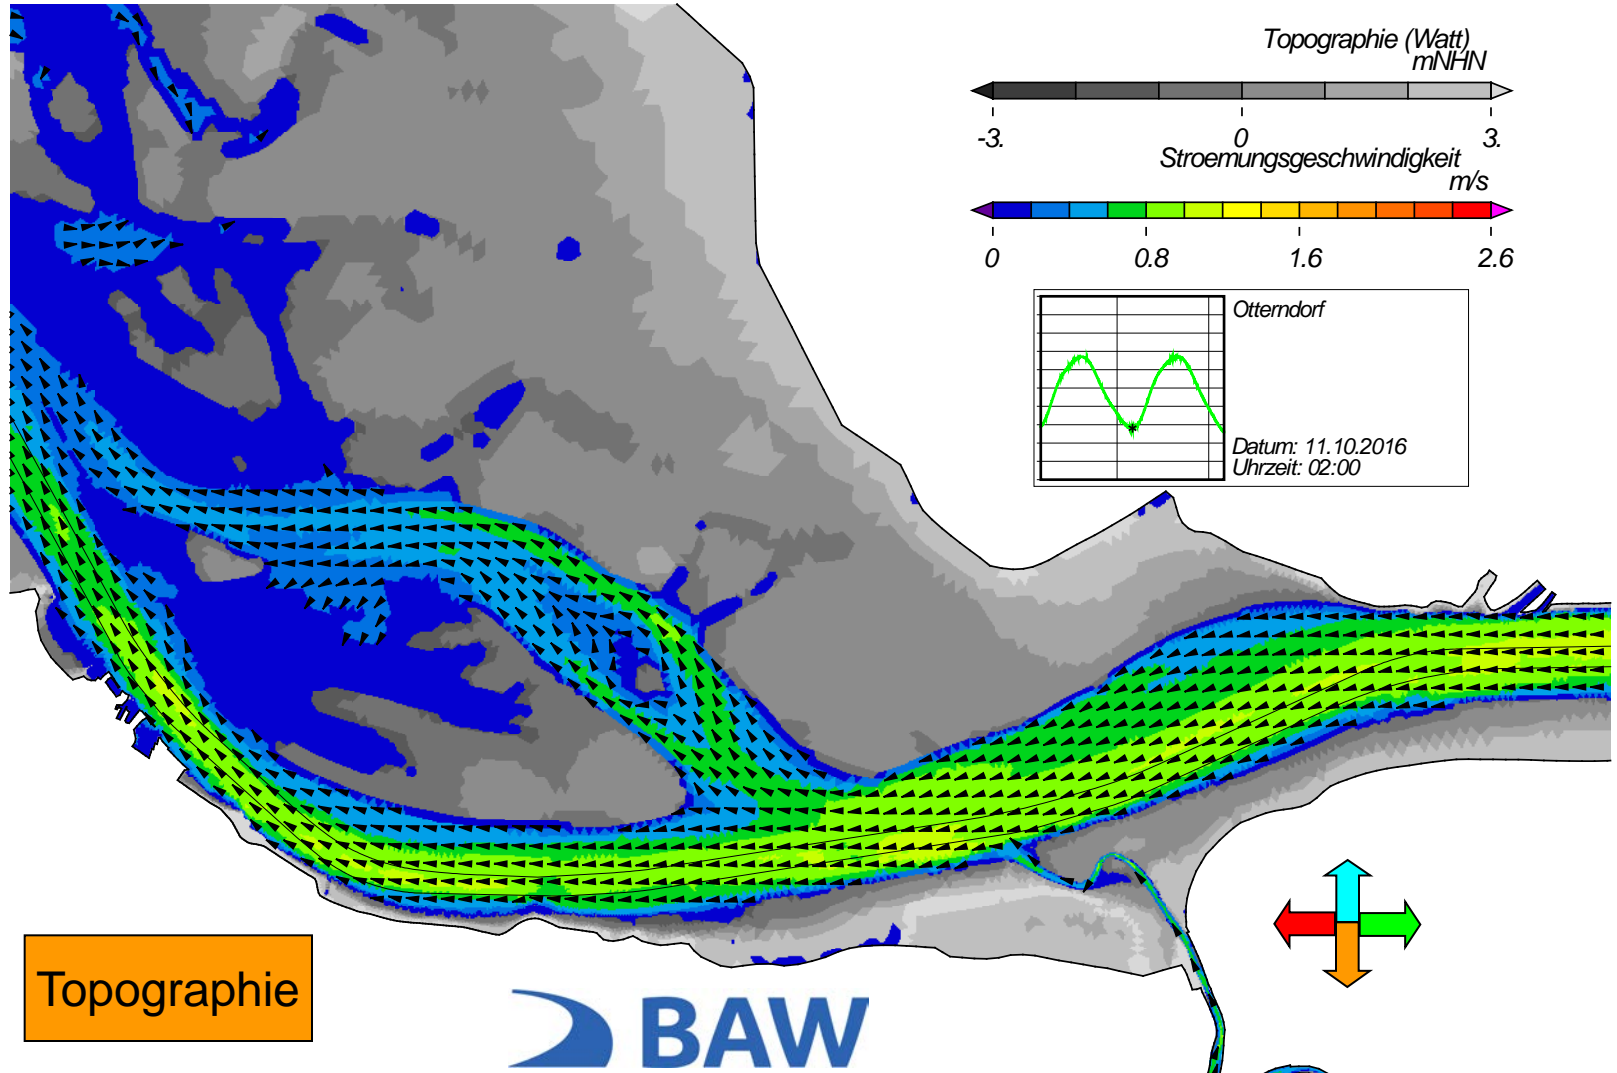 Topographie (Watt)
mNHN
-3. 0 3.
Stroemungsgeschwindigkeit
m/s
0 0.8 1.6 2.6
Otterndorf
Datum: 11.10.2016
Uhrzeit: 02:00
Topographie
BAW